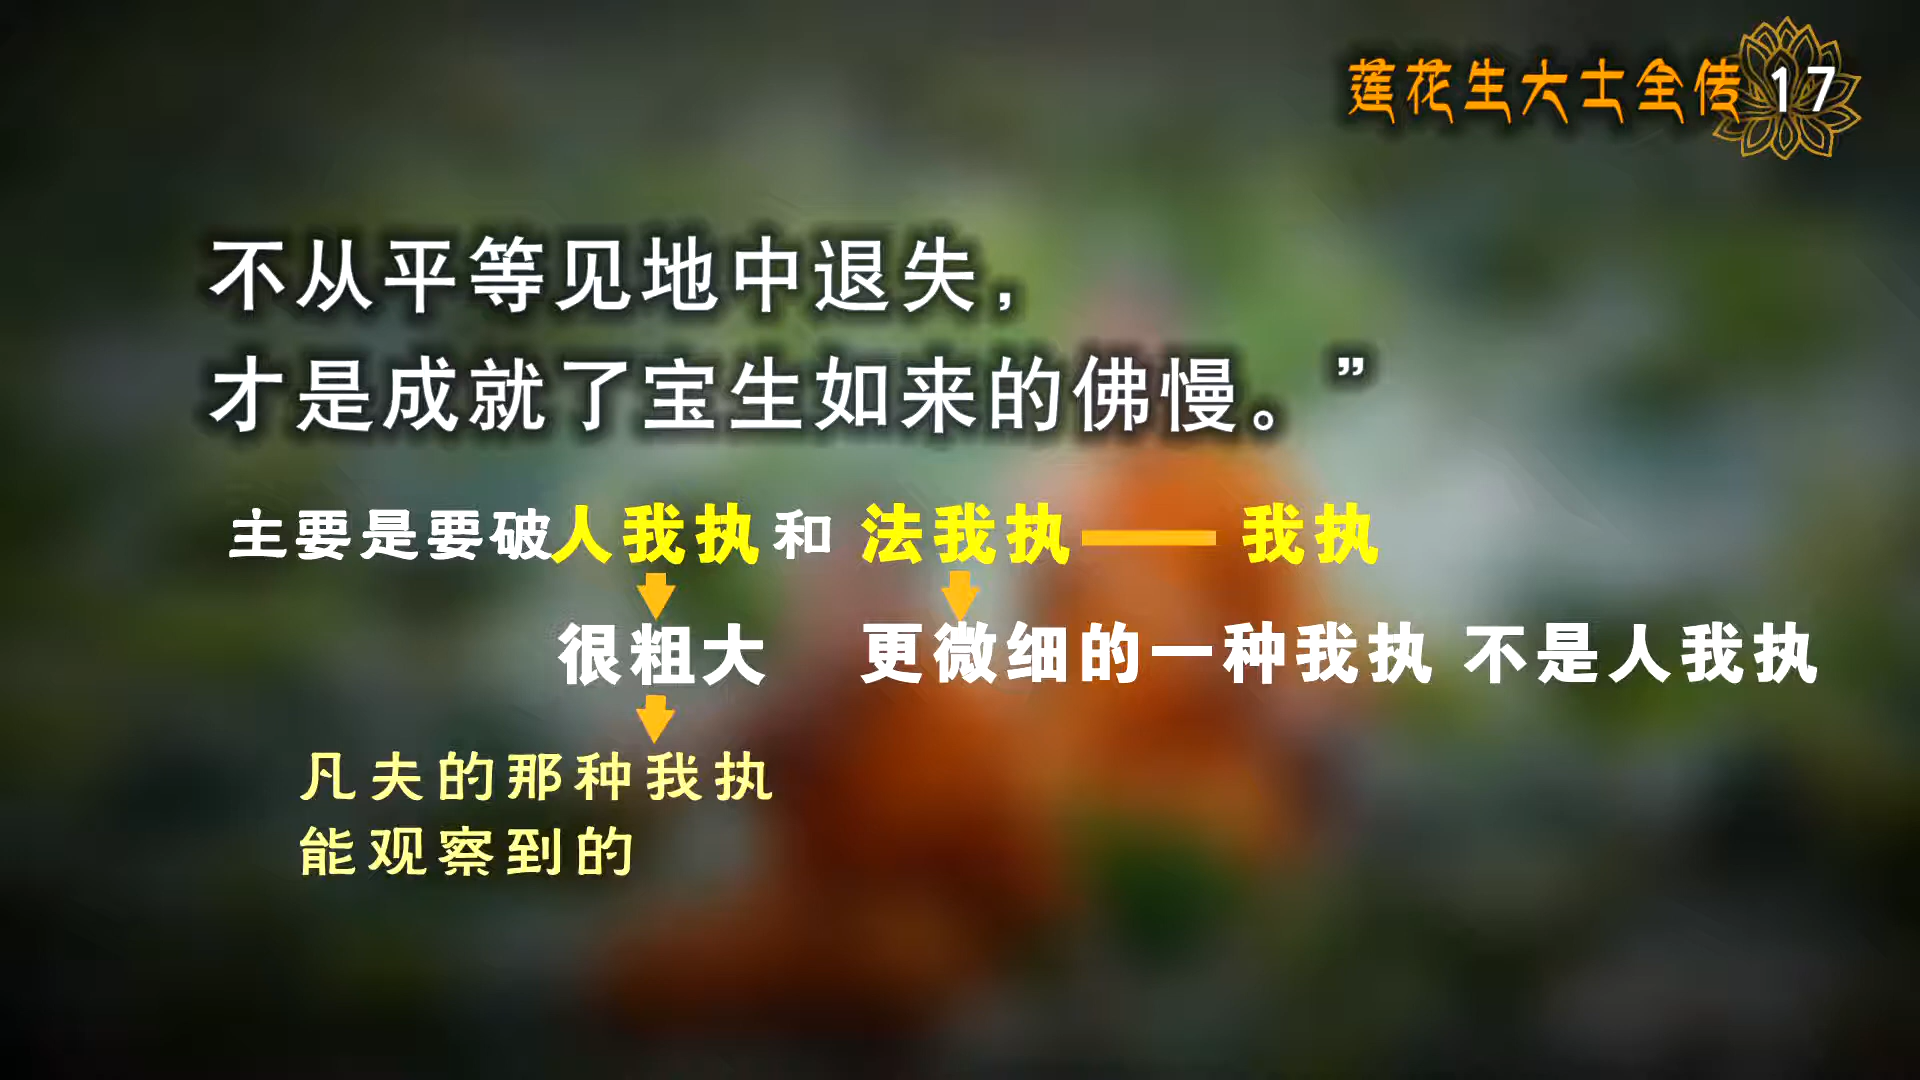 莲花生大士全传 17
不从平等见地中退失，
才是成就了宝生如来的佛慢。”
主要是要破人我执和 法我执—— 我执
很粗大 更微细的一种我执 不是人我执
凡夫的那种我执
能观察到的